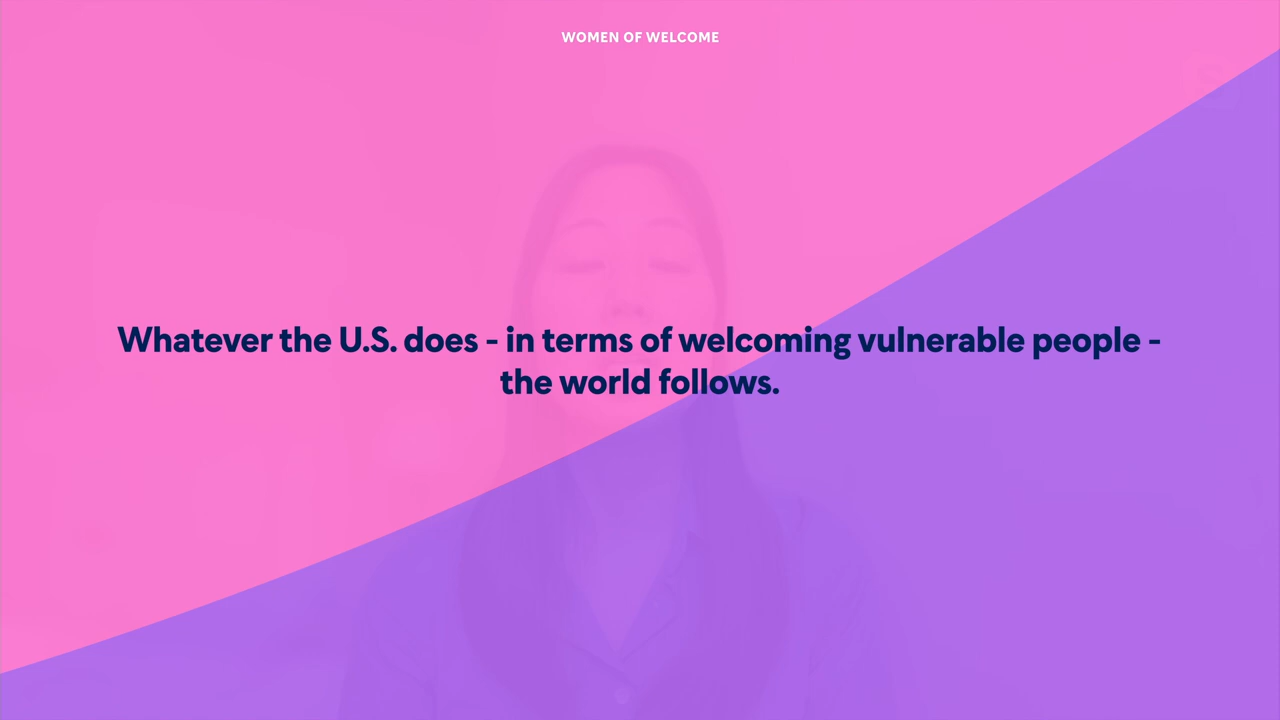 WOMEN OF WELCOME
Whatever the U.S. does - in terms of welcoming vulnerable people -
the world follows.